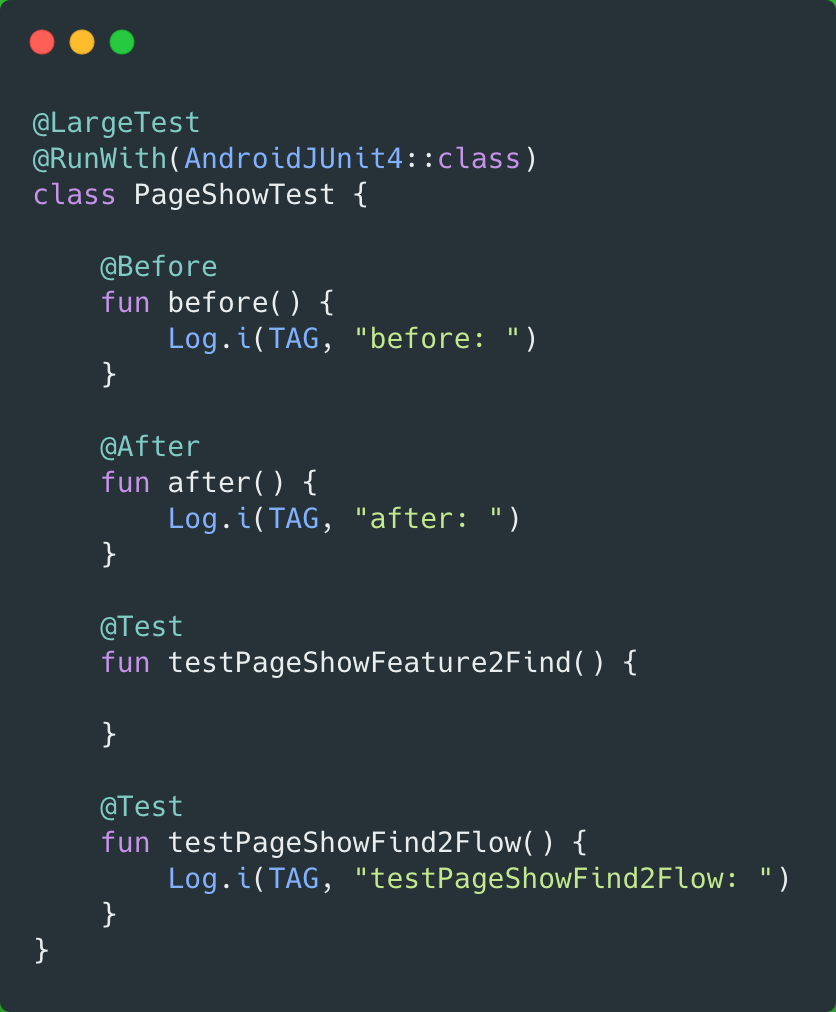 @LargeTest
@RunWith(AndroidJUnit4::class)
class PageShowTest {
    @Before
    fun before() {
        Log.i(TAG, "before: ")
    }
    @After
    fun after() {
        Log.i(TAG, "after: ")
    }
    @Test
    fun testPageShowFeature2Find() {
    }
    @Test
    fun testPageShowFind2Flow() {
        Log.i(TAG, "testPageShowFind2Flow: ")
    }
}